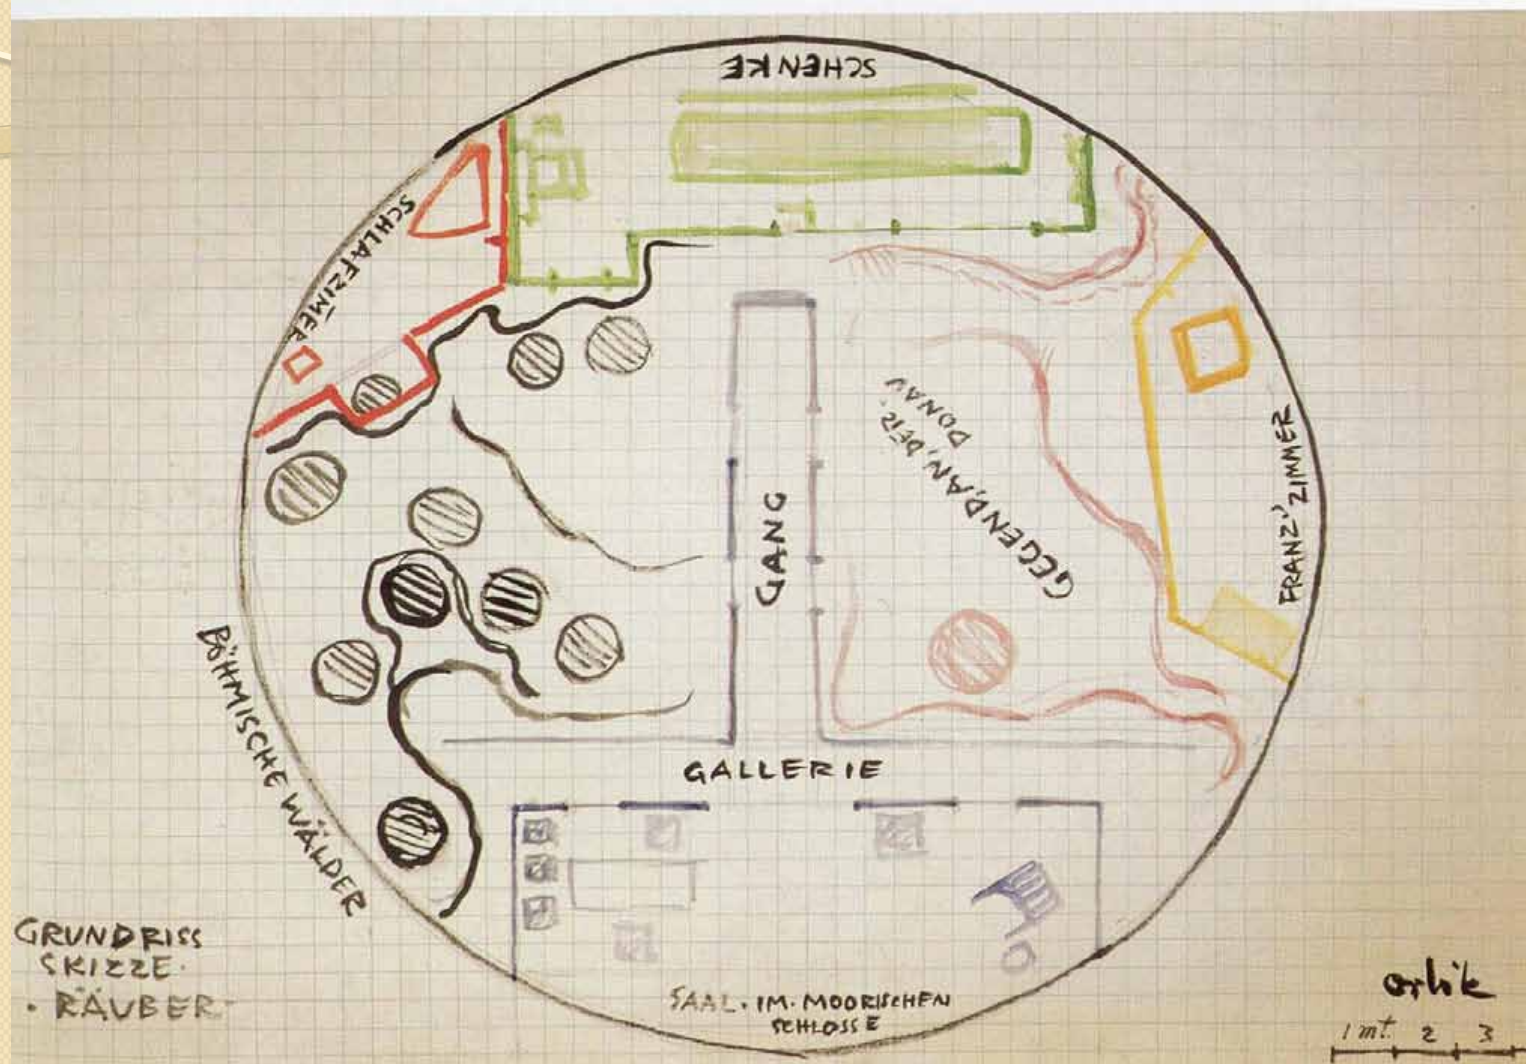 SCHENKE
SCHLAFZIMER
GEGEND, AN, DER,
DONAU
FRANZ' ZIMMER
GANG
BÖHMISCHE WÄLDER
GALLERIE
SAAL. IM. MOORISCHEN
SCHLOSSE
GRUNDRISS
SKIZZE.
. RÄUBER-
orlik
1 mt. 2 3